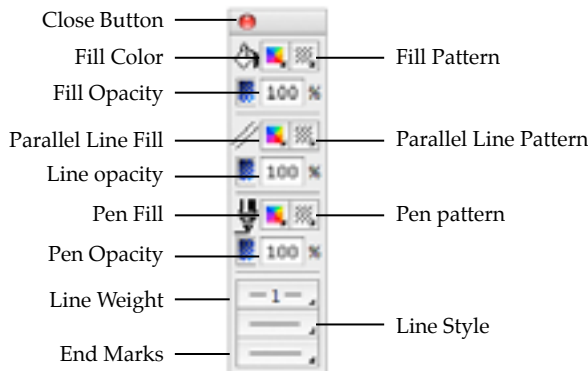 Close Button
Fill Color
Fill Pattern
Fill Opacity
100 %
Parallel Line Fill
Parallel Line Pattern
Line opacity
100 %
Pen Fill
Pen pattern
Pen Opacity
100 %
Line Weight
1
Line Style
End Marks